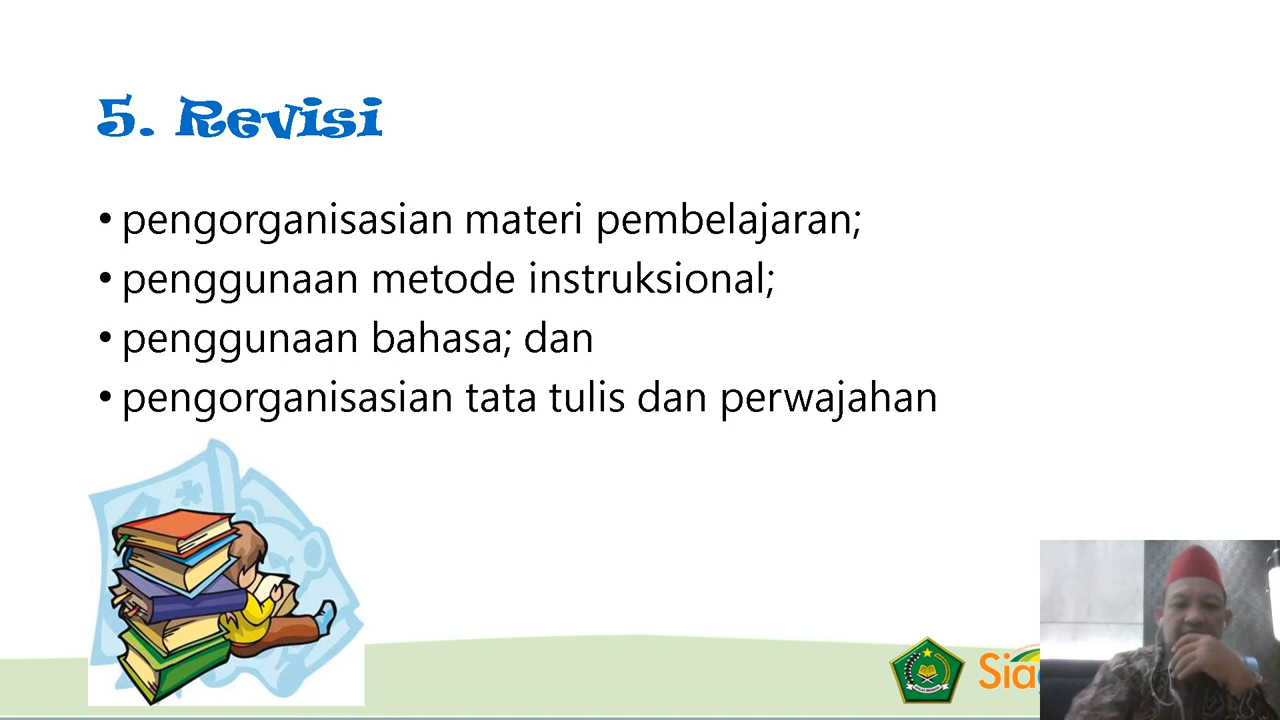 5. Revisi
• pengorganisasian materi pembelajaran;
• penggunaan metode instruksional;
• penggunaan bahasa; dan
• pengorganisasian tata tulis dan perwajahan